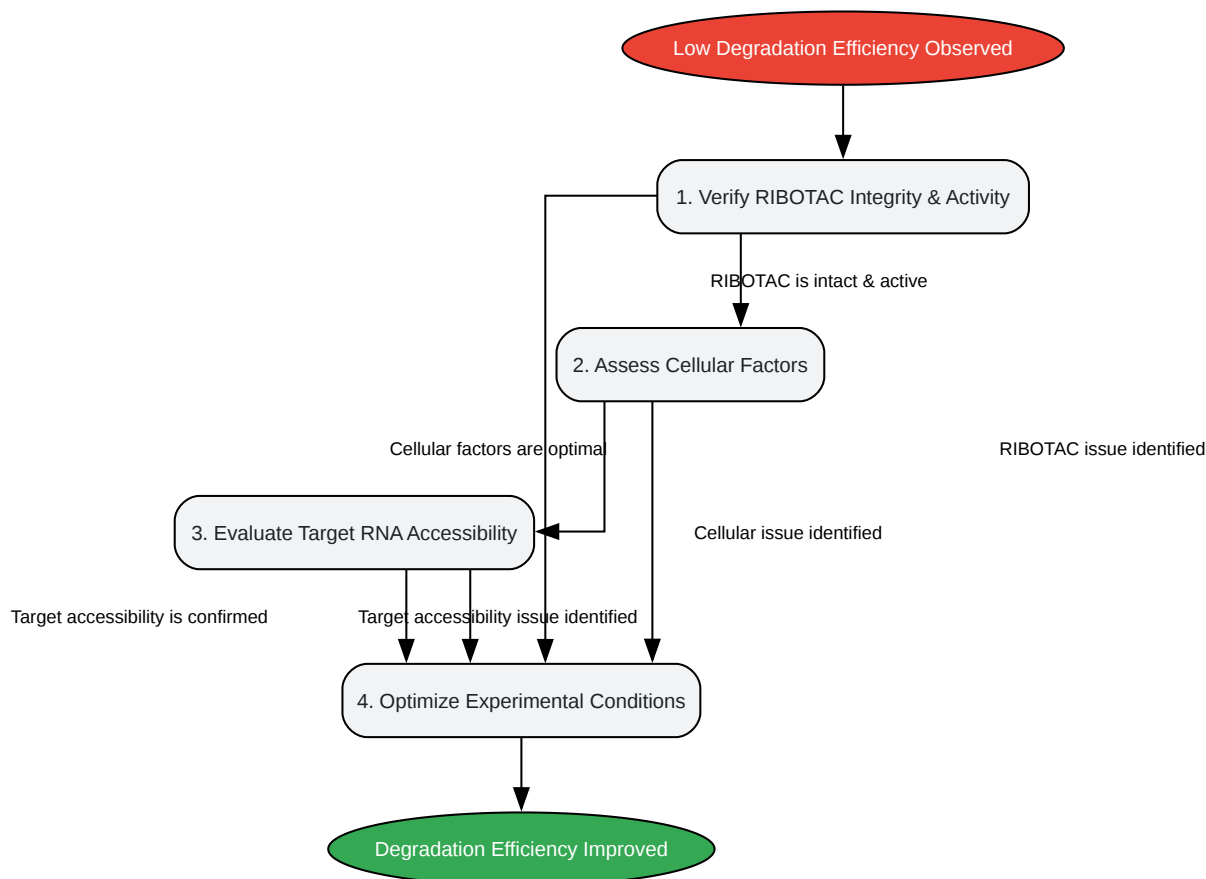 Low Degradation Efficiency Observed
1. Verify RIBOTAC Integrity & Activity
RIBOTAC is intact & active
2. Assess Cellular Factors
Cellular factors are optimal
RIBOTAC issue identified
3. Evaluate Target RNA Accessibility
Cellular issue identified
Target accessibility is confirmed
Target accessibility issue identified
4. Optimize Experimental Conditions
Degradation Efficiency Improved